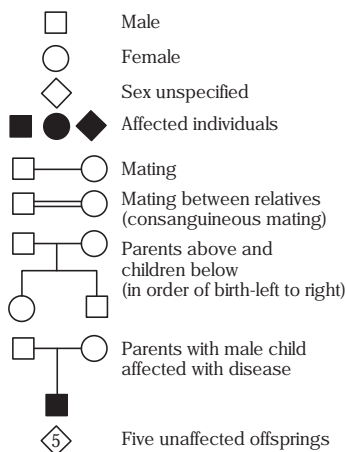 Male
Female
Sex unspecified
Affected individuals
Mating
Mating between relatives
(consanguineous mating)
Parents above and
children below
(in order of birth-left to right)
Parents with male child
affected with disease
5 Five unaffected offsprings